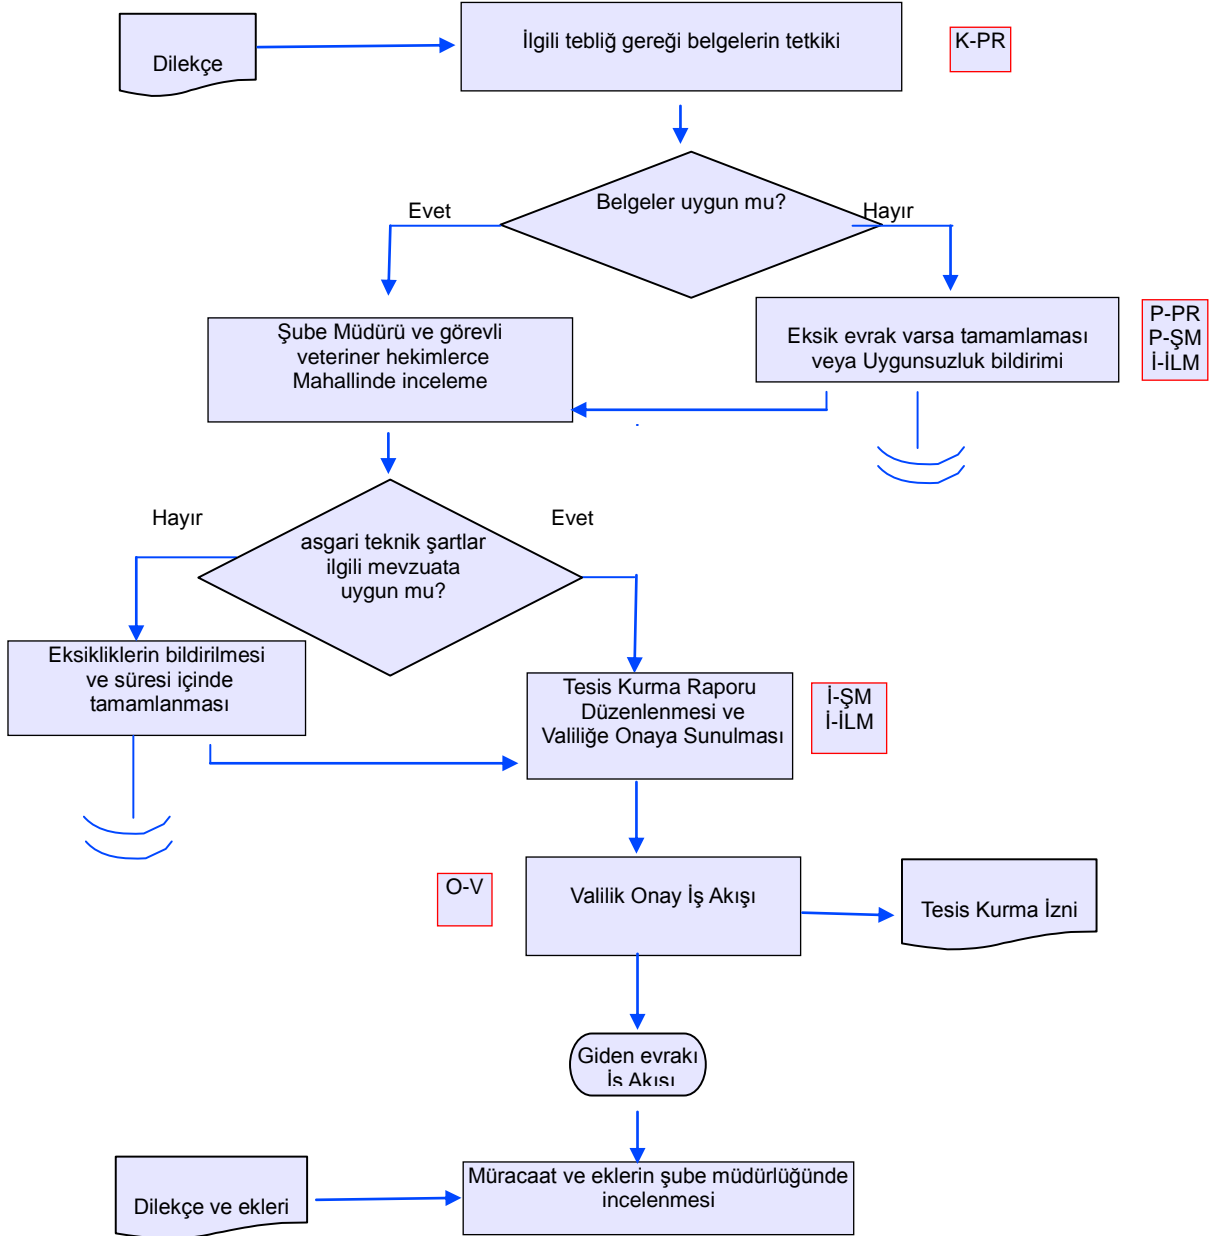 Dilekçe
İlgili tebliğ gereği belgelerin tetkiki
K-PR
Belgeler uygun mu?
Evet
Hayır
Şube Müdürü ve görevli
veteriner hekimlerce
Mahallinde inceleme
Eksik evrak varsa tamamlaması
veya Uygunsuzluk bildirimi
P-PR
P-ŞM
İ-İLM
Hayır
Evet
asgari teknik şartlar
ilgili mevzuata
uygun mu?
Eksikliklerin bildirilmesi
ve süresi içinde
tamamlanması
Tesis Kurma Raporu
Düzenlenmesi ve
Valiliğe Onaya Sunulması
İ-ŞM
İ-İLM
O-V
Valilik Onay İş Akışı
Tesis Kurma İzni
Giden evrakı
İş Akışı
Dilekçe ve ekleri
Müracaat ve eklerin şube müdürlüğünde
incelenmesi